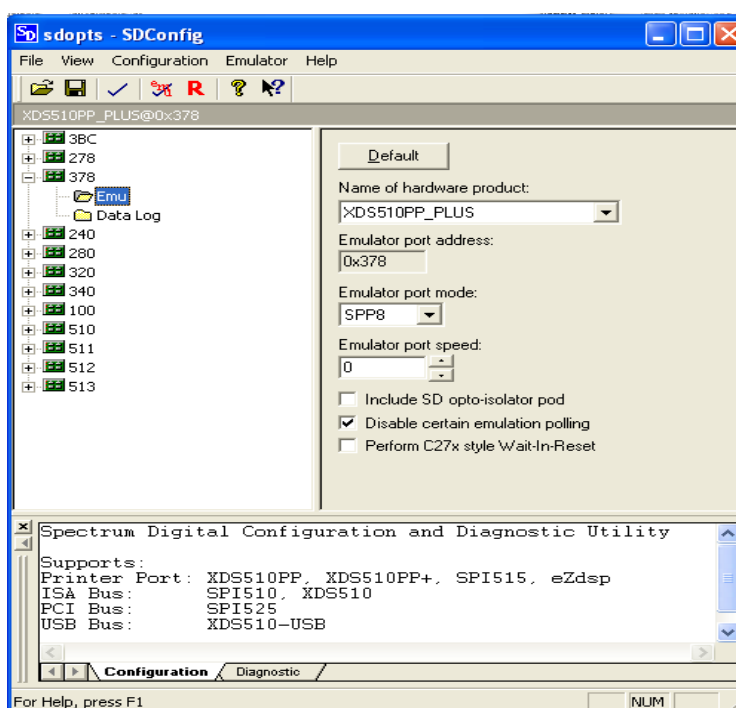 sdopts - SDConfig
File View Configuration Emulator Help
R
XDS510PP_PLUS@0x378
3BC
278
378
Emu
Data Log
240
280
320
340
100
510
511
512
513
Default
Name of hardware product:
XDS510PP_PLUS
Emulator port address:
0x378
Emulator port mode:
SPP8
Emulator port speed:
0
Include SD opto-isolator pod
Disable certain emulation polling
Perform C27x style Wait-In-Reset
Spectrum Digital Configuration and Diagnostic Utility
Supports:
Printer Port: XDS510PP, XDS510PP+, SPI515, eZdsp
ISA Bus: SPI510, XDS510
PCI Bus: SPI525
USB Bus: XDS510-USB
Configuration Diagnostic
For Help, press F1 NUM